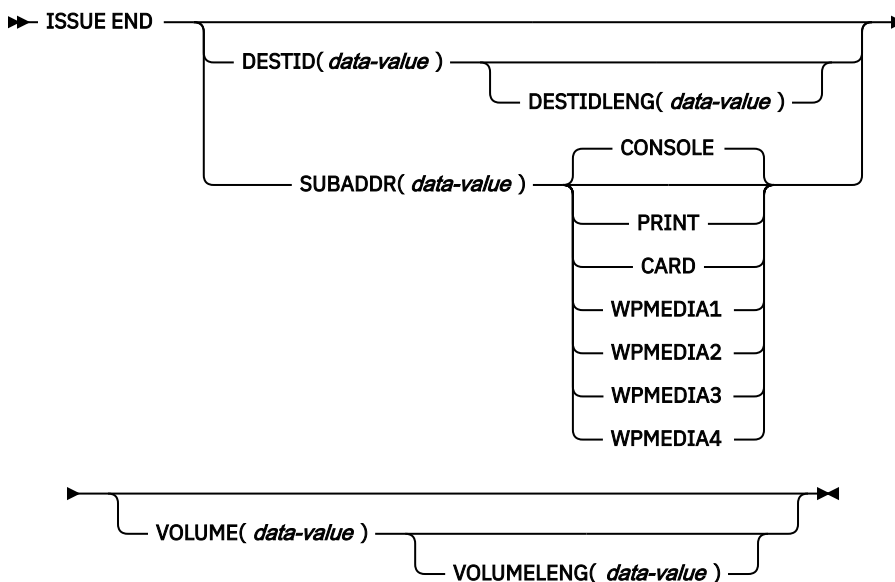 ISSUE END
DESTID( data-value )
DESTIDLENG( data-value )
CONSOLE
SUBADDR( data-value )
PRINT
CARD
WPMEDIA1
WPMEDIA2
WPMEDIA3
WPMEDIA4
VOLUME( data-value )
VOLUMELENG( data-value )